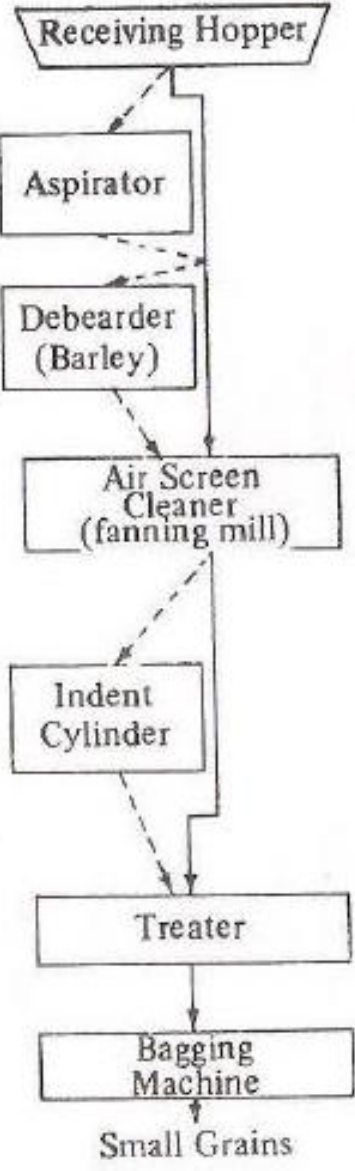 Receiving Hopper
Aspirator
Debearder
(Barley)
Air Screen
Cleaner
(fanning mill)
Indent
Cylinder
Treater
Bagging
Machine
Small Grains